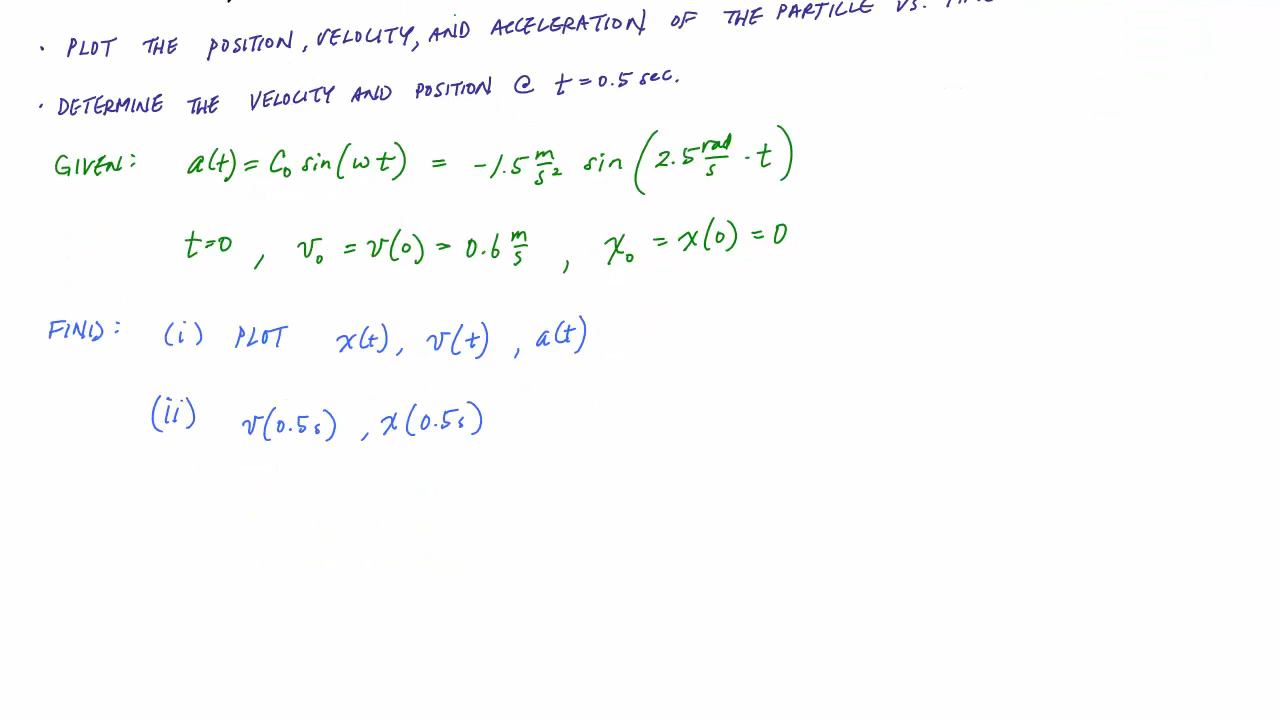 · PLOT THE POSITION, VELOCITY, AND ACCELERATION OF THE PARTICLE VS.
· DETERMINE THE VELOCITY AND POSITION @ t = 0.5 sec.
GIVEN: a(t) = C₀ sin(ωt) = -1.5 m/s² sin(2.5 rad/s · t)
t=0 , v₀ = v(0) = 0.6 m/s , x₀ = x(0) = 0
FIND: (i) PLOT x(t), v(t), a(t)
(ii) v(0.5s), x(0.5s)